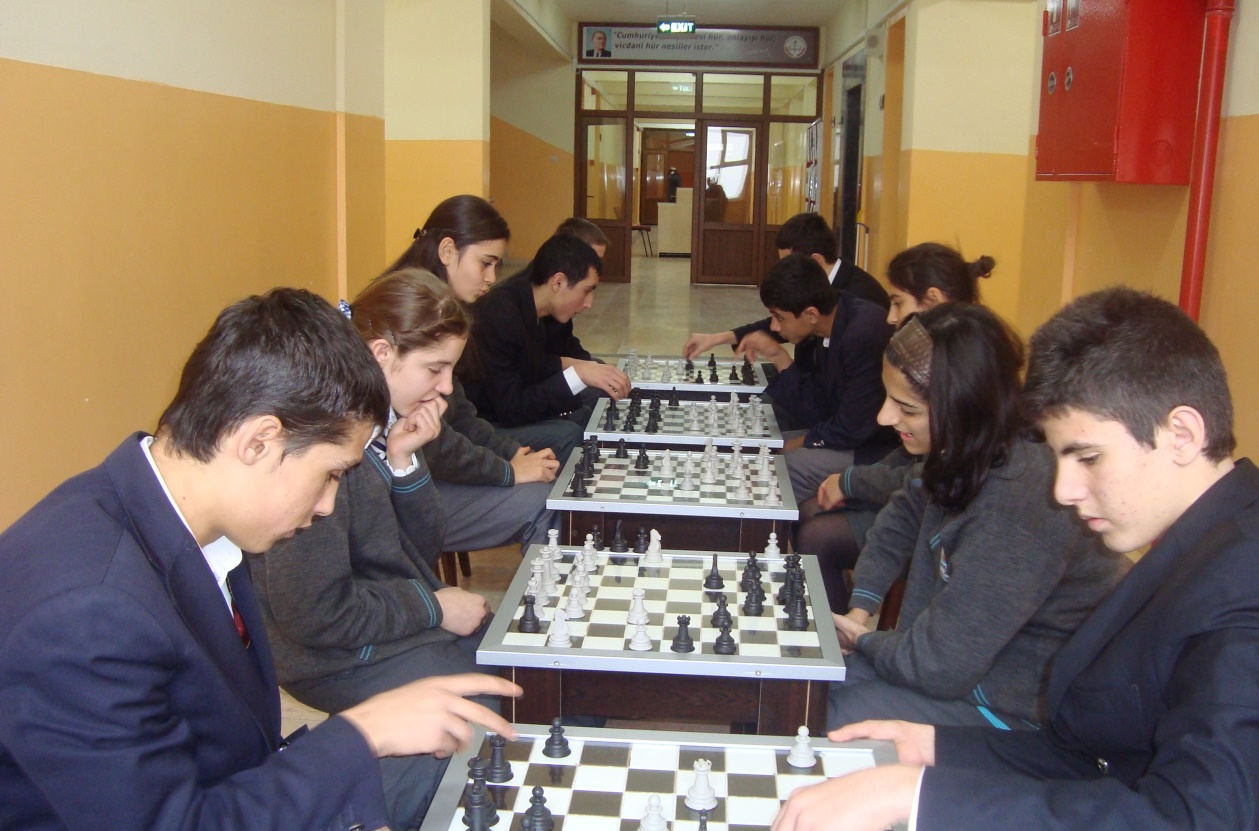 EXIT
"Cumhuriyet hür, anlayışı hür,
vicdanı hür nesiller ister."